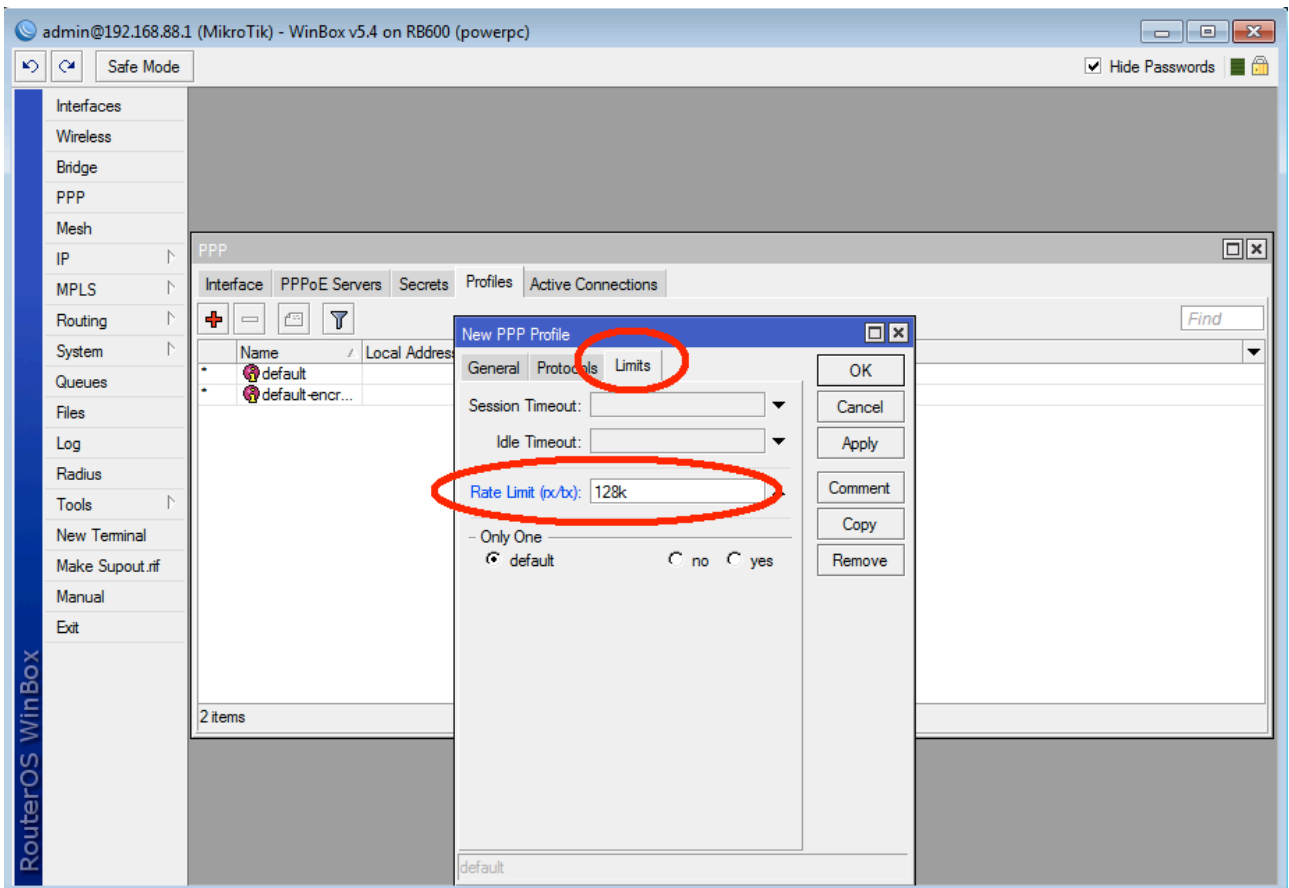 admin@192.168.88.1 (MikroTik) - WinBox v5.4 on RB600 (powerpc)
Safe Mode
Hide Passwords
Interfaces
Wireless
Bridge
PPP
Mesh
IP
MPLS
Routing
System
Queues
Files
Log
Radius
Tools
New Terminal
Make Supout.rif
Manual
Exit
RouterOS WinBox
PPP
Interface PPPoE Servers Secrets Profiles Active Connections
Find
Name Local Address
* default
* default-encr...
2 items
New PPP Profile
General Protocols Limits
Session Timeout:
Idle Timeout:
Rate Limit (rx/tx): 128k
Only One
default no yes
OK
Cancel
Apply
Comment
Copy
Remove
default